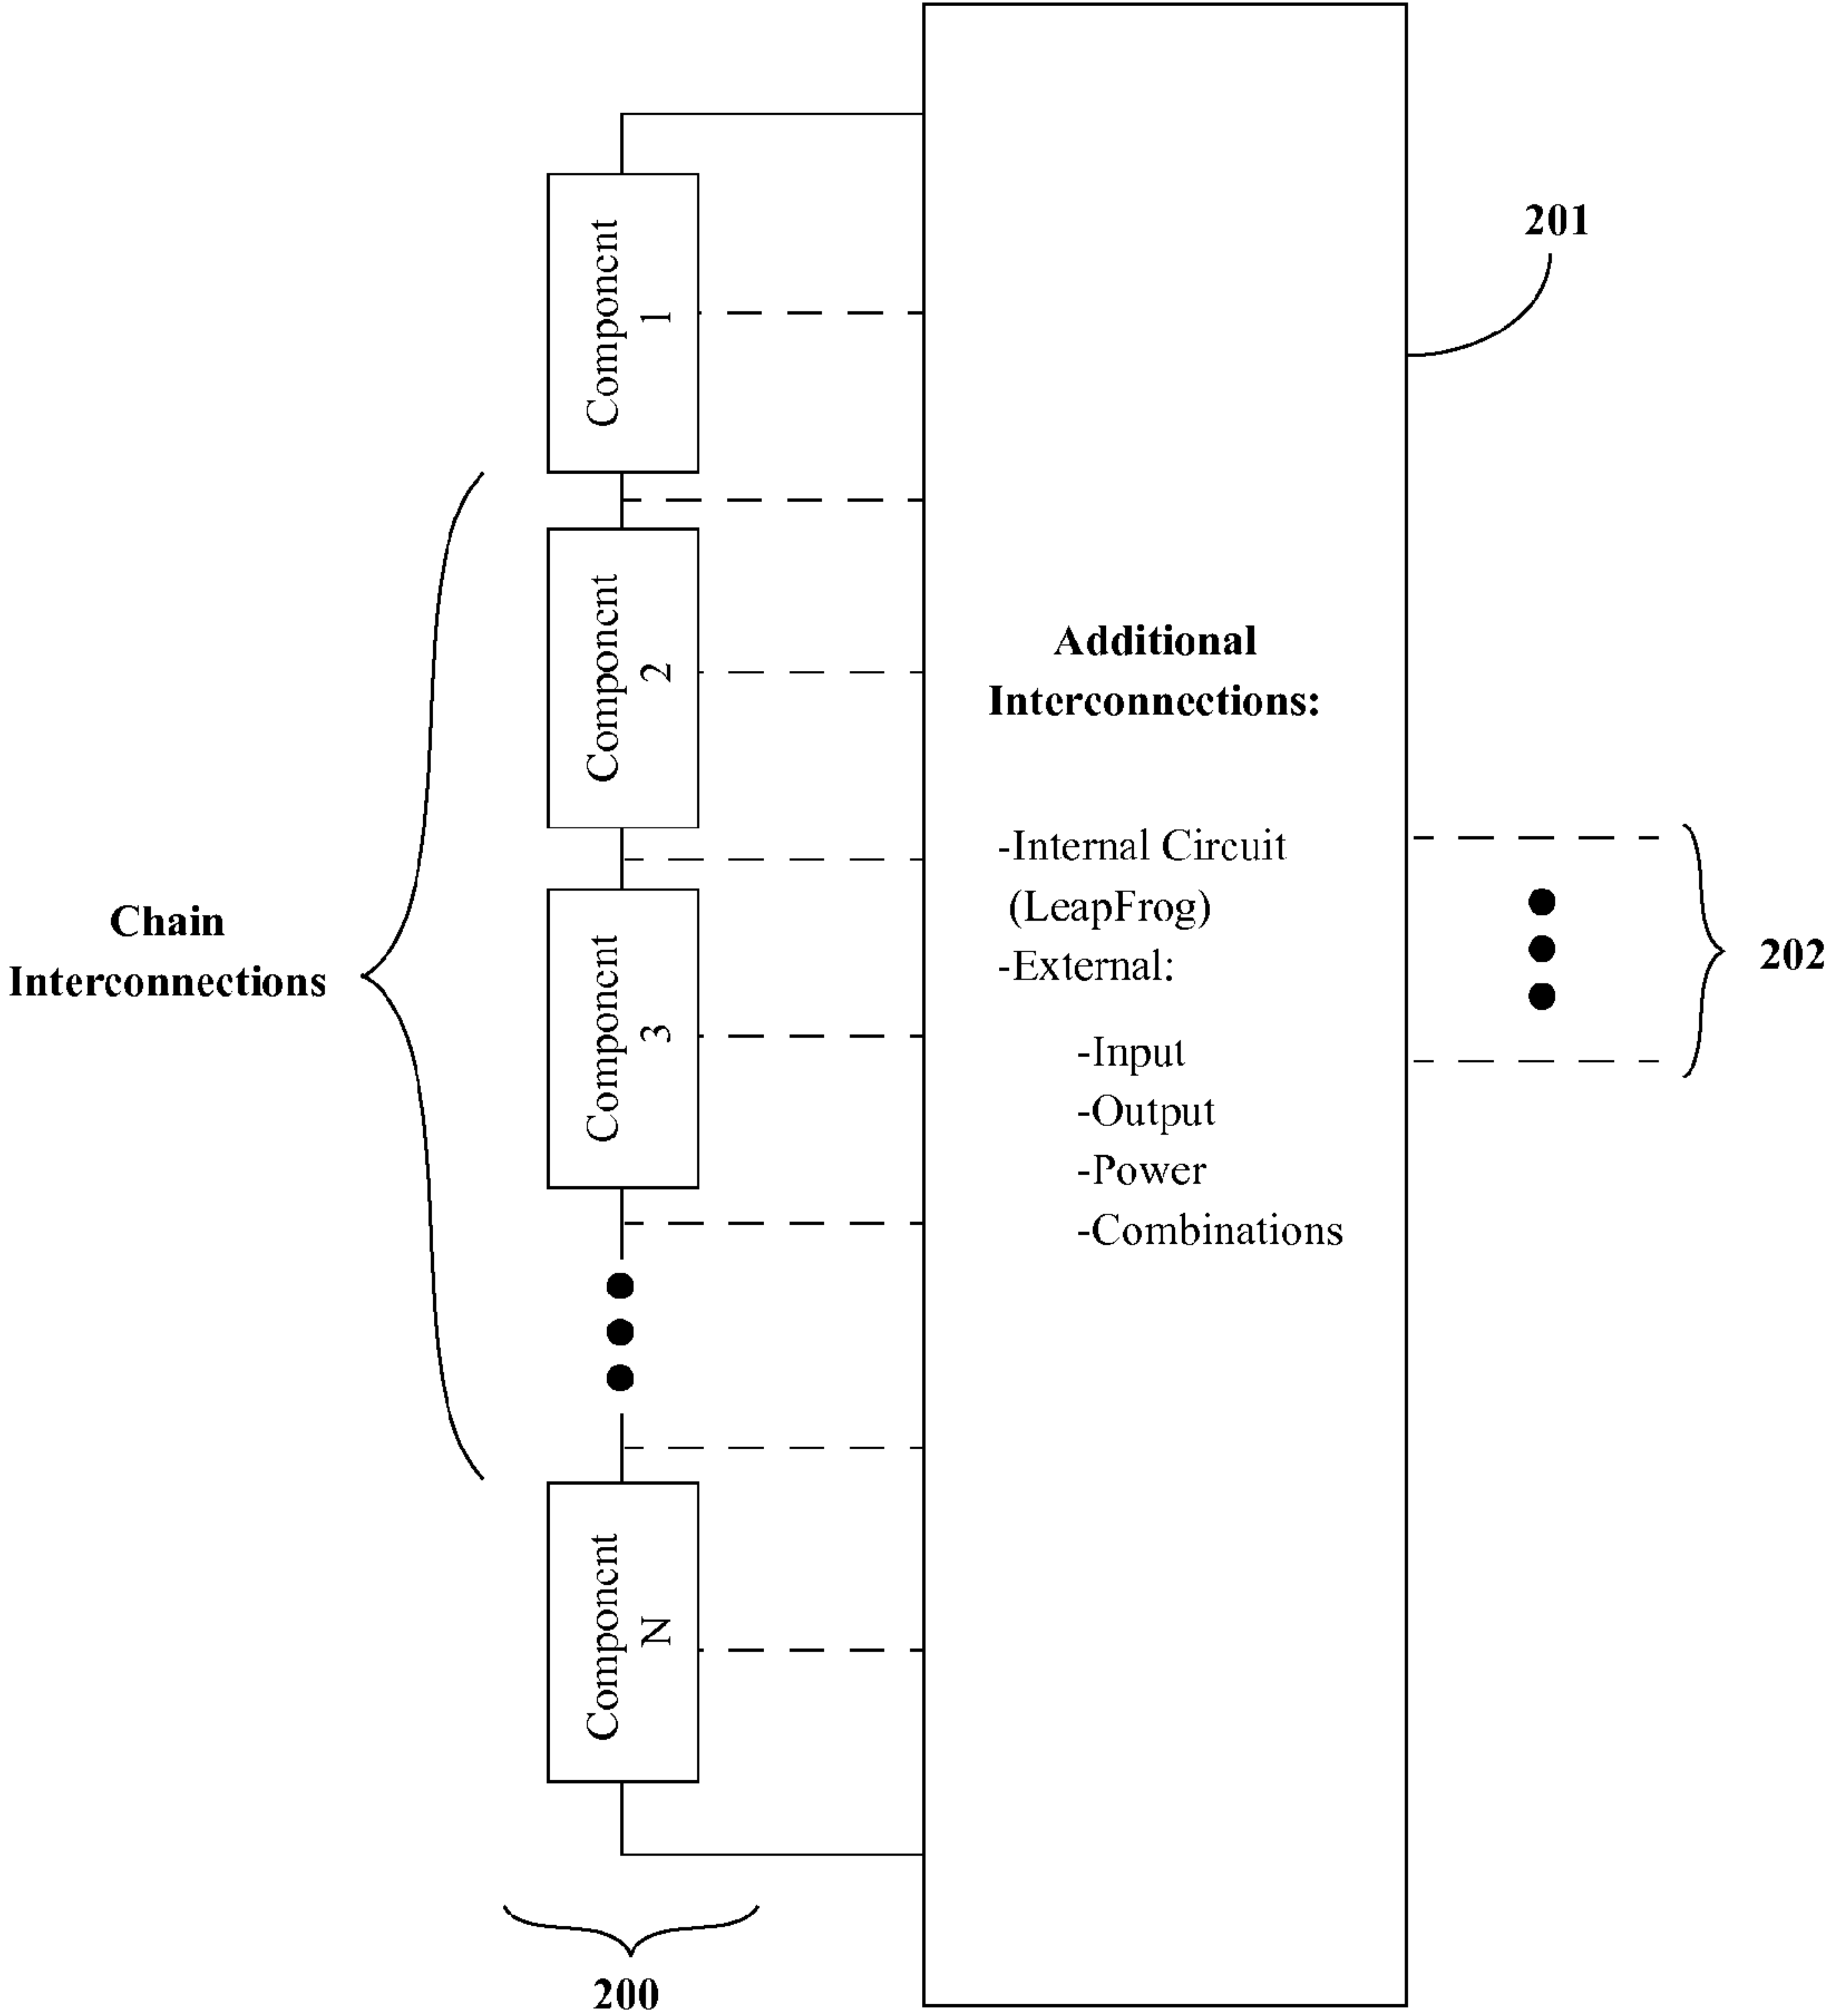 201
Component
1
Component
2
Additional
Interconnections:
-Internal Circuit
(LeapFrog)
-External:
-Input
-Output
-Power
-Combinations
Chain
Interconnections
202
Component
3
Component
N
200